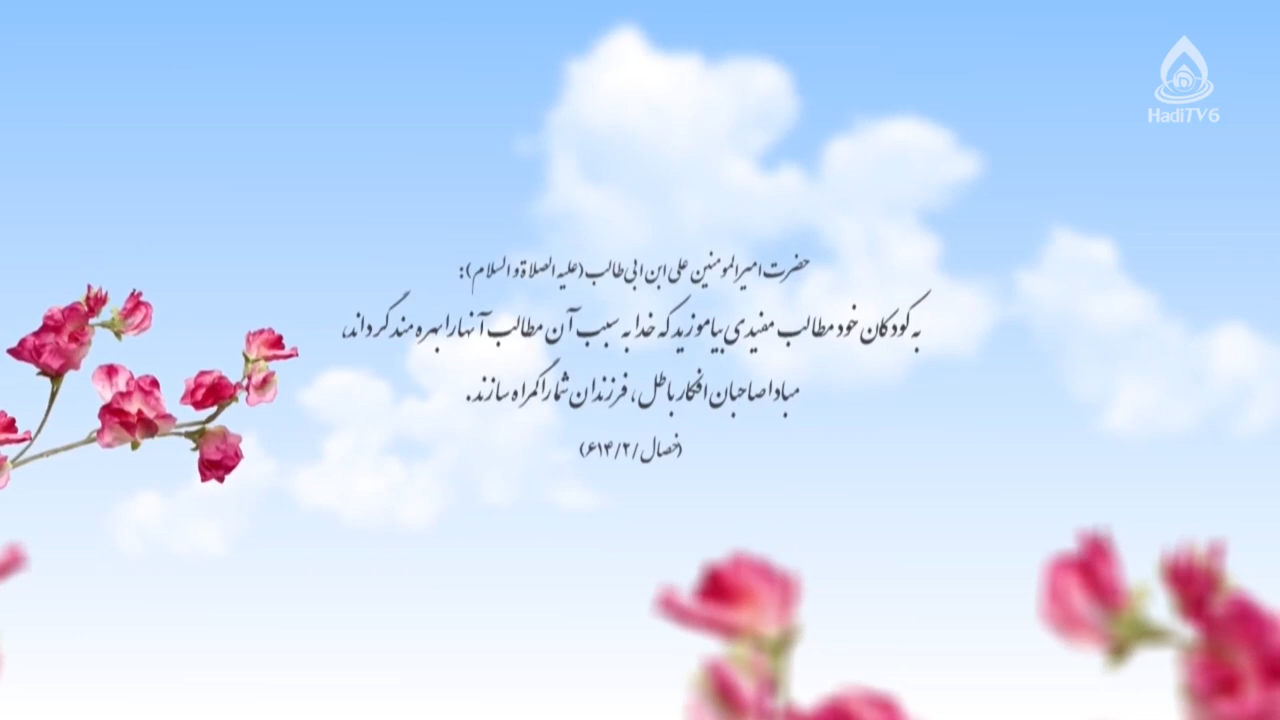 HadiTV6
حضرت امیرالمومنین علی ابن ابی طالب (علیه الصلاة و السلام):
به کودکان خود مطالب مفیدی بیاموزید که خدا به سبب آن مطالب آنها را بهره مند گرداند،
مبادا صاحبان افکار باطل، فرزندان شما را گمراه سازند.
(خصال/۶۱۴/۲)